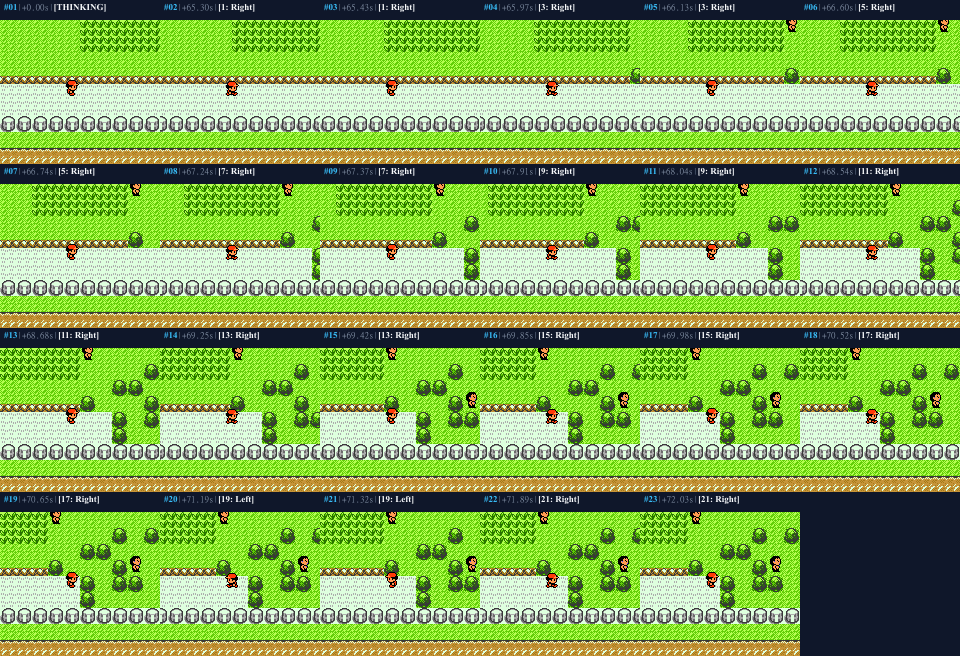 #01 | +0.00s | [THINKING]
#02 | +65.30s | [1: Right]
#03 | +65.43s | [1: Right]
#04 | +65.97s | [3: Right]
#05 | +66.13s | [3: Right]
#06 | +66.60s | [5: Right]
#07 | +66.74s | [5: Right]
#08 | +67.24s | [7: Right]
#09 | +67.37s | [7: Right]
#10 | +67.91s | [9: Right]
#11 | +68.04s | [9: Right]
#12 | +68.54s | [11: Right]
#13 | +68.68s | [11: Right]
#14 | +69.25s | [13: Right]
#15 | +69.42s | [13: Right]
#16 | +69.85s | [15: Right]
#17 | +69.98s | [15: Right]
#18 | +70.52s | [17: Right]
#19 | +70.65s | [17: Right]
#20 | +71.19s | [19: Left]
#21 | +71.32s | [19: Left]
#22 | +71.89s | [21: Right]
#23 | +72.03s | [21: Right]